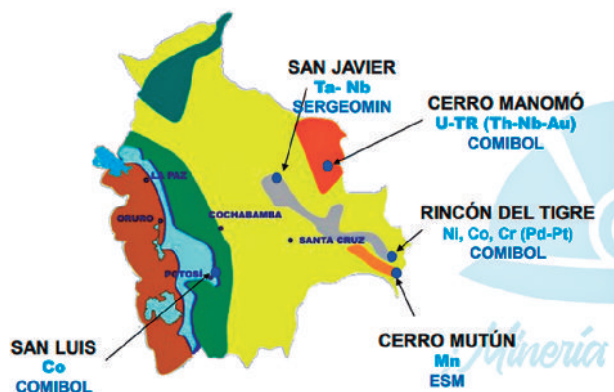 SAN JAVIER
Ta- Nb
SERGEOMIN
CERRO MANOMÓ
U-TR (Th-Nb-Au)
COMIBOL
LA PAZ
ORURO
COCHABAMBA
SANTA CRUZ
POTOSÍ
RINCÓN DEL TIGRE
Ni, Co, Cr (Pd-Pt)
COMIBOL
SAN LUIS
Co
COMIBOL
CERRO MUTÚN
Mn
ESM
Minería